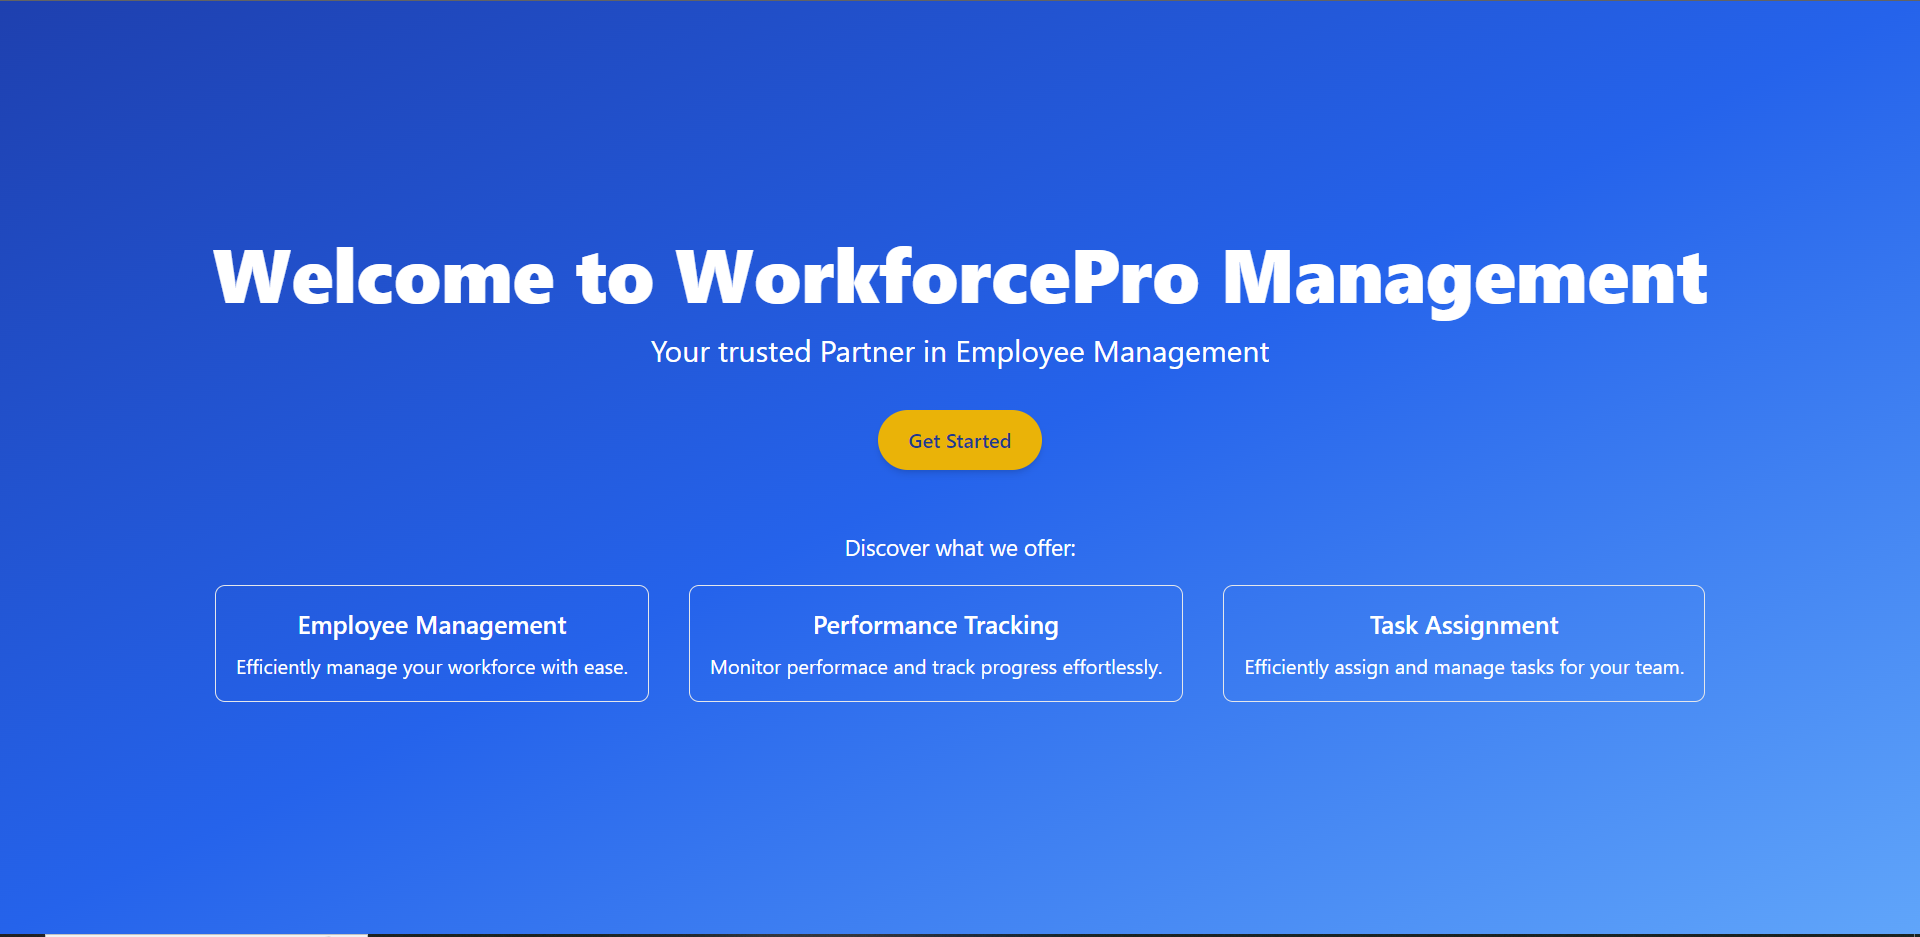 Welcome to WorkforcePro Management
Your trusted Partner in Employee Management
Get Started
Discover what we offer:
Employee Management
Efficiently manage your workforce with ease.
Performance Tracking
Monitor performace and track progress effortlessly.
Task Assignment
Efficiently assign and manage tasks for your team.